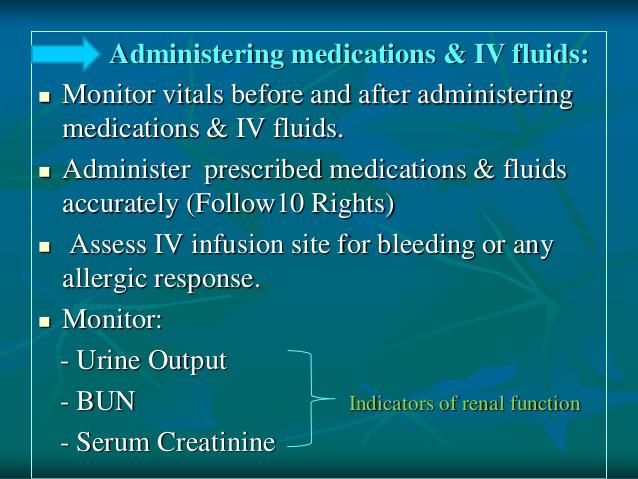 Administering medications & IV fluids:
Monitor vitals before and after administering
medications & IV fluids.
Administer prescribed medications & fluids
accurately (Follow10 Rights)
Assess IV infusion site for bleeding or any
allergic response.
Monitor:
- Urine Output
- BUN
Indicators of renal function
- Serum Creatinine